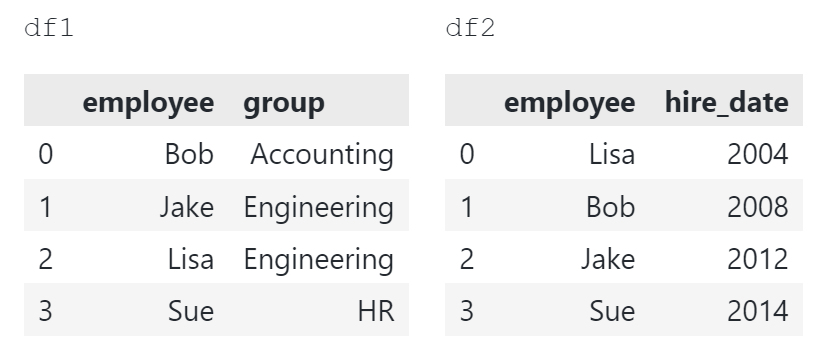 df1 df2
employee group employee hire_date
0 Bob Accounting 0 Lisa 2004
1 Jake Engineering 1 Bob 2008
2 Lisa Engineering 2 Jake 2012
3 Sue HR 3 Sue 2014